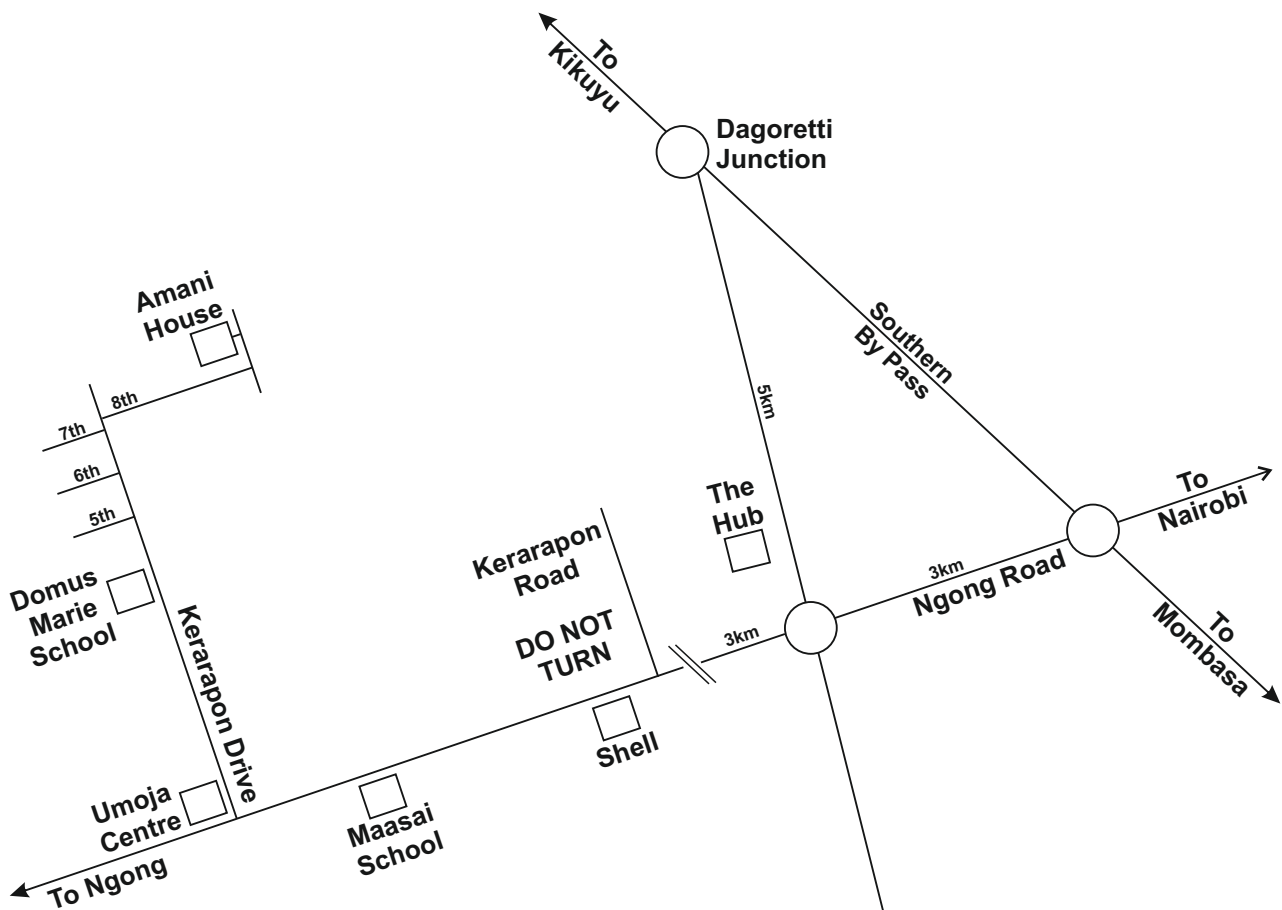 To
Kikuyu
Dagoretti
Junction
Amani
House
Southern
By Pass
8th
5km
7th
6th
5th
The
Hub
To
Nairobi
Kerarapon
Road
3km
Ngong Road
Domus
Marie
School
Kerarapon Drive
DO NOT
TURN
3km
To
Mombasa
Shell
Umoja
Centre
Maasai
School
To Ngong